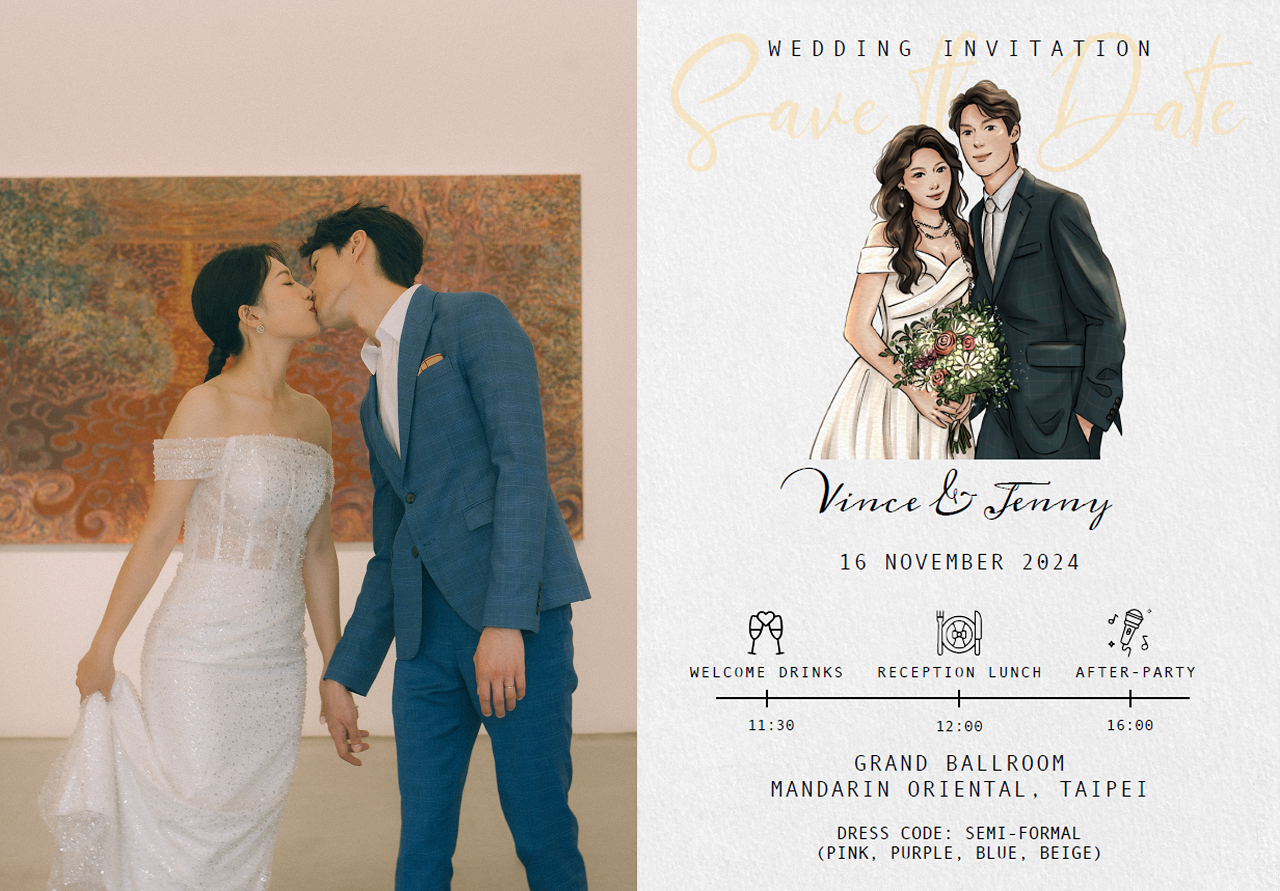 WEDDING INVITATION
Save the Date
Vince & Jenny
16 NOVEMBER 2024
WELCOME DRINKS RECEPTION LUNCH AFTER-PARTY
11:30 12:00 16:00
GRAND BALLROOM
MANDARIN ORIENTAL, TAIPEI
DRESS CODE: SEMI-FORMAL
(PINK, PURPLE, BLUE, BEIGE)